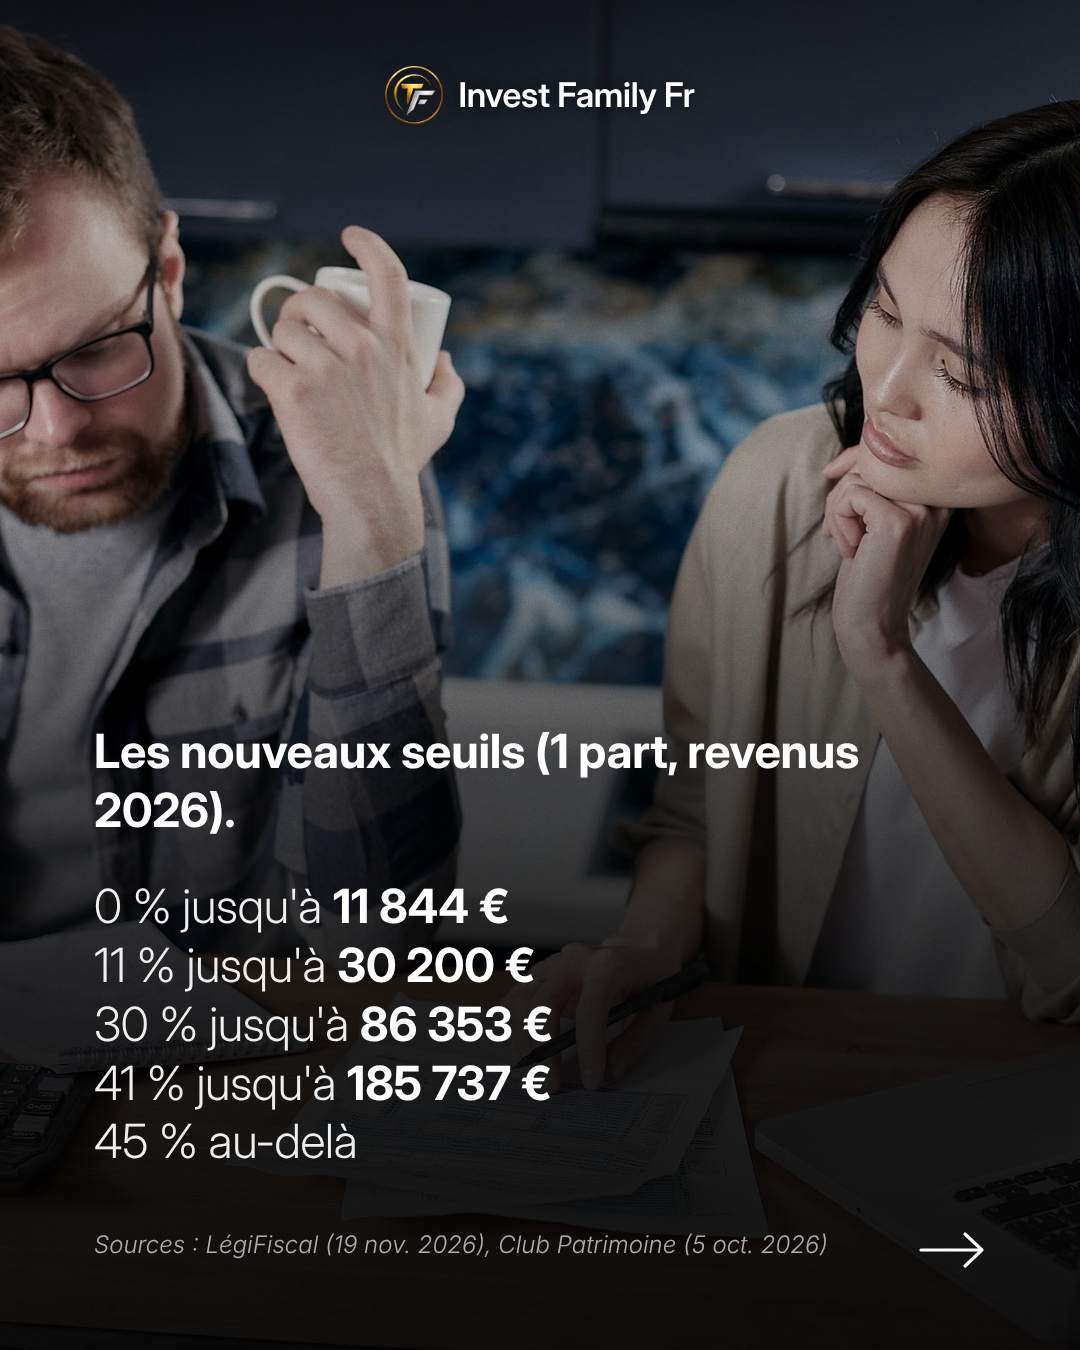 Invest Family Fr
Les nouveaux seuils (1 part, revenus
2026).
0 % jusqu'à 11 844 €
11 % jusqu'à 30 200 €
30 % jusqu'à 86 353 €
41 % jusqu'à 185 737 €
45 % au-delà
Sources : LégiFiscal (19 nov. 2026), Club Patrimoine (5 oct. 2026)